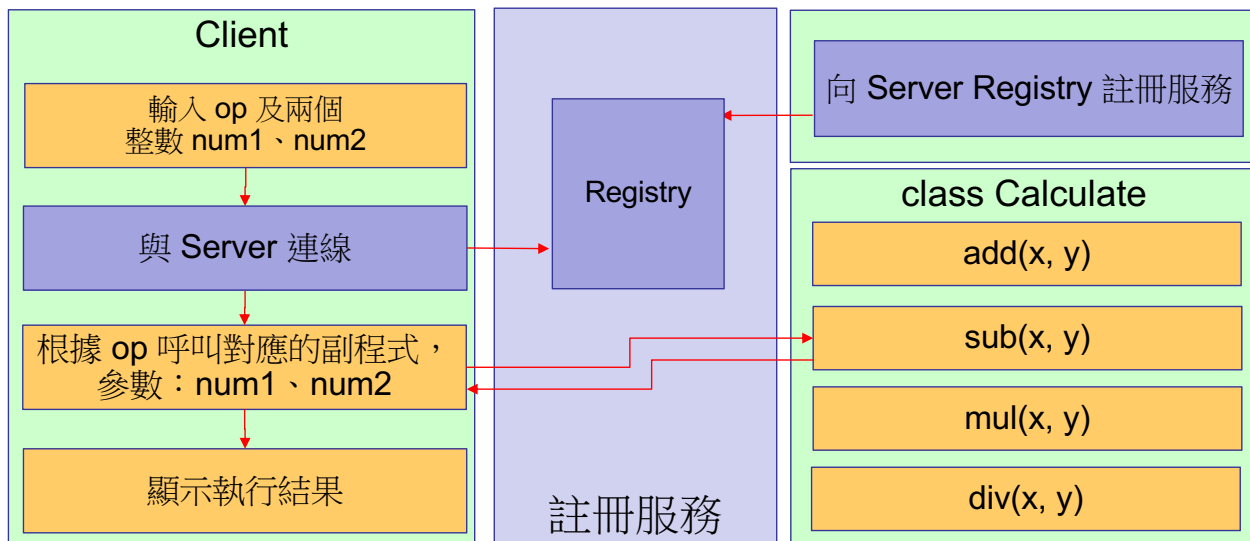 Client
輸入 op 及兩個
整數 num1、num2
與 Server 連線
根據 op 呼叫對應的副程式，
參數：num1、num2
顯示執行結果
Registry
註冊服務
向 Server Registry 註冊服務
class Calculate
add(x, y)
sub(x, y)
mul(x, y)
div(x, y)